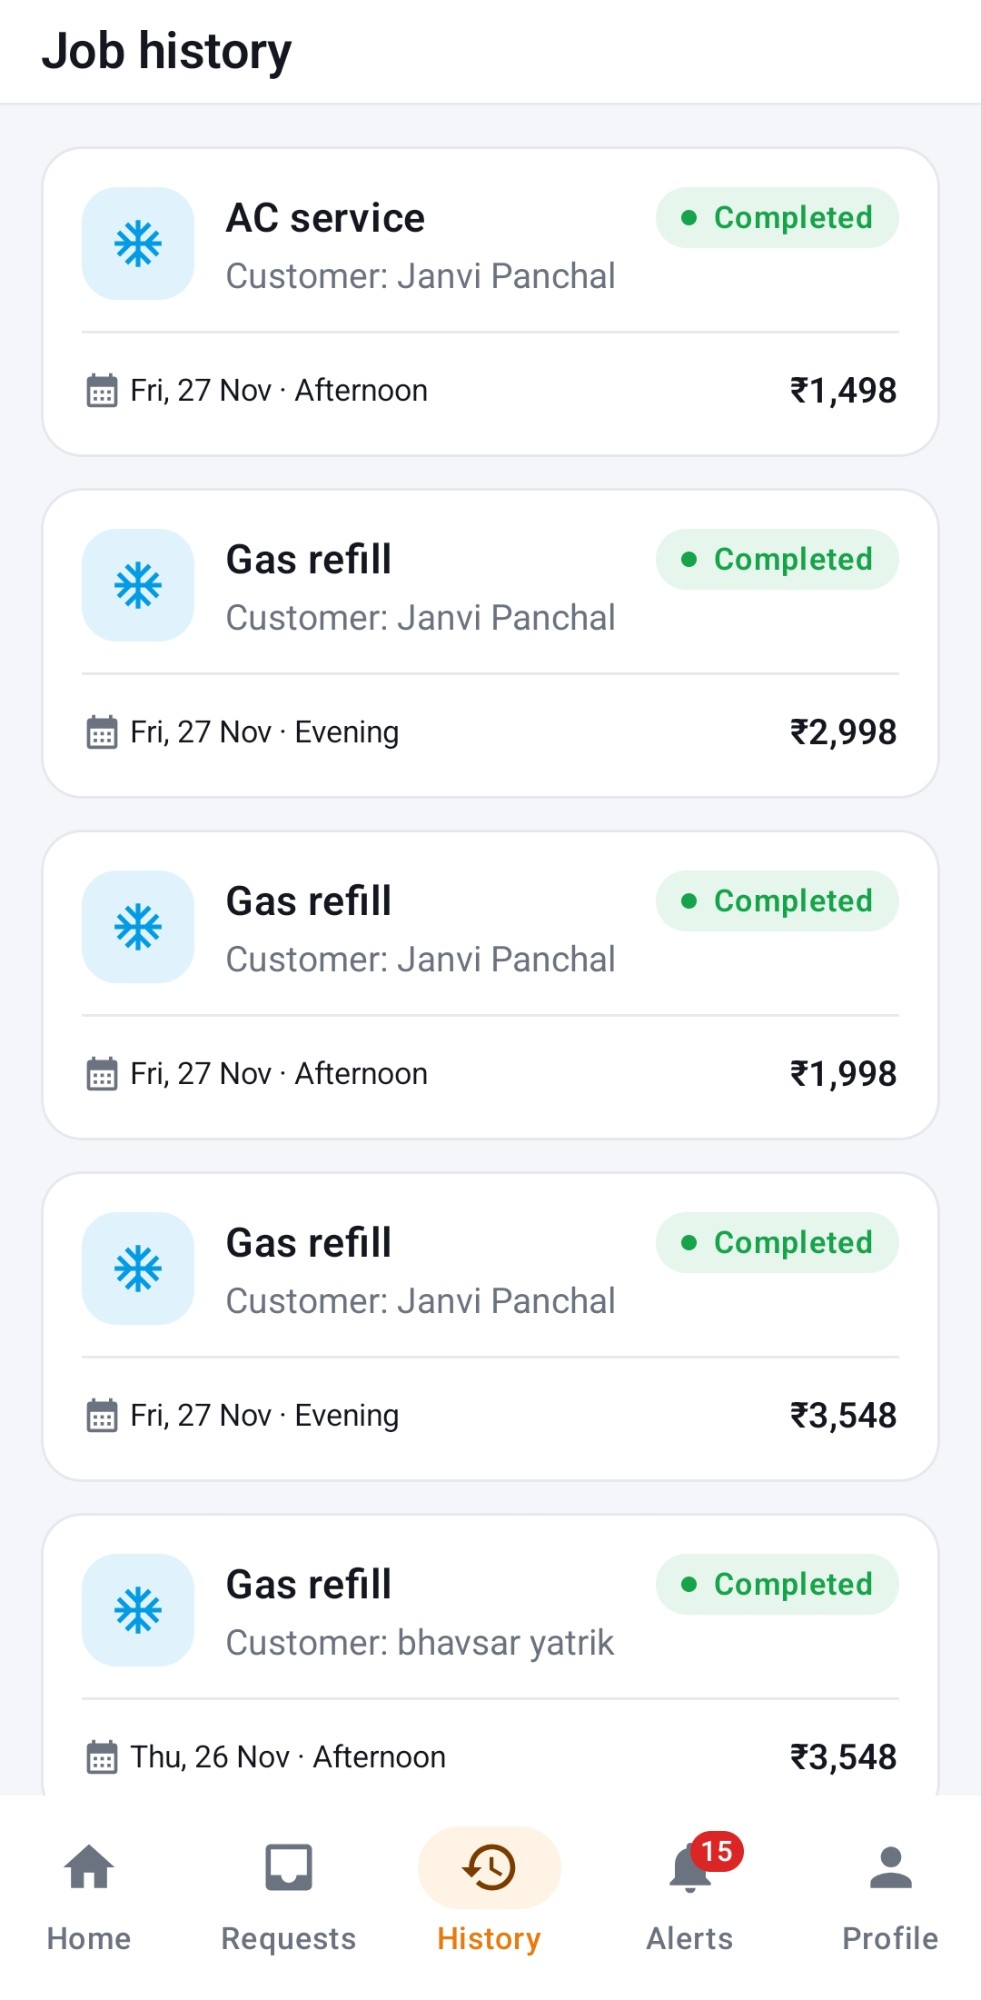 Job history
AC service
Completed
Customer: Janvi Panchal
Fri, 27 Nov · Afternoon
₹1,498
Gas refill
Completed
Customer: Janvi Panchal
Fri, 27 Nov · Evening
₹2,998
Gas refill
Completed
Customer: Janvi Panchal
Fri, 27 Nov · Afternoon
₹1,998
Gas refill
Completed
Customer: Janvi Panchal
Fri, 27 Nov · Evening
₹3,548
Gas refill
Completed
Customer: bhavsar yatrik
Thu, 26 Nov · Afternoon
₹3,548
15
Home
Requests
History
Alerts
Profile